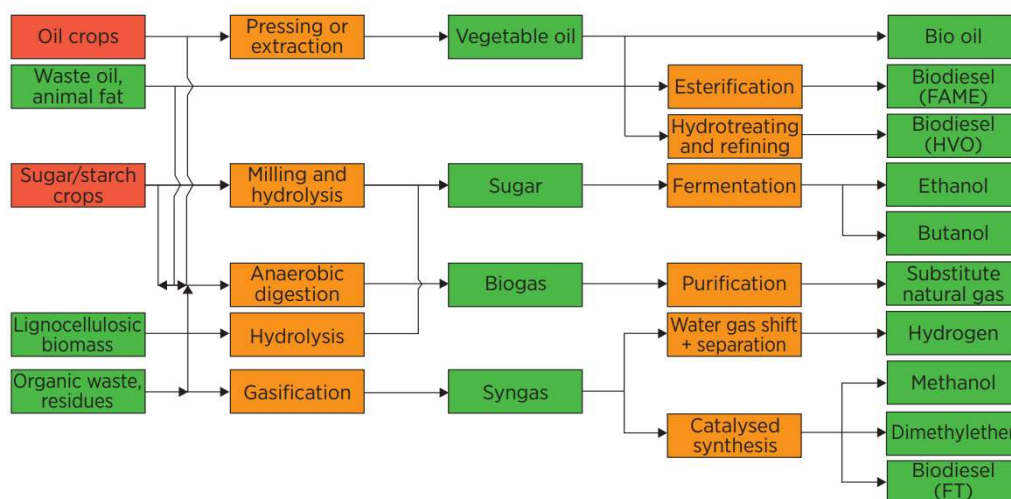 Oil crops
Pressing or
extraction
Vegetable oil
Bio oil
Waste oil,
animal fat
Esterification
Biodiesel
(FAME)
Hydrotreating
and refining
Biodiesel
(HVO)
Sugar/starch
crops
Milling and
hydrolysis
Sugar
Fermentation
Ethanol
Butanol
Anaerobic
digestion
Biogas
Purification
Substitute
natural gas
Lignocellulosic
biomass
Hydrolysis
Water gas shift
+ separation
Hydrogen
Organic waste,
residues
Gasification
Syngas
Methanol
Catalysed
synthesis
Dimethylether
Biodiesel
(FT)